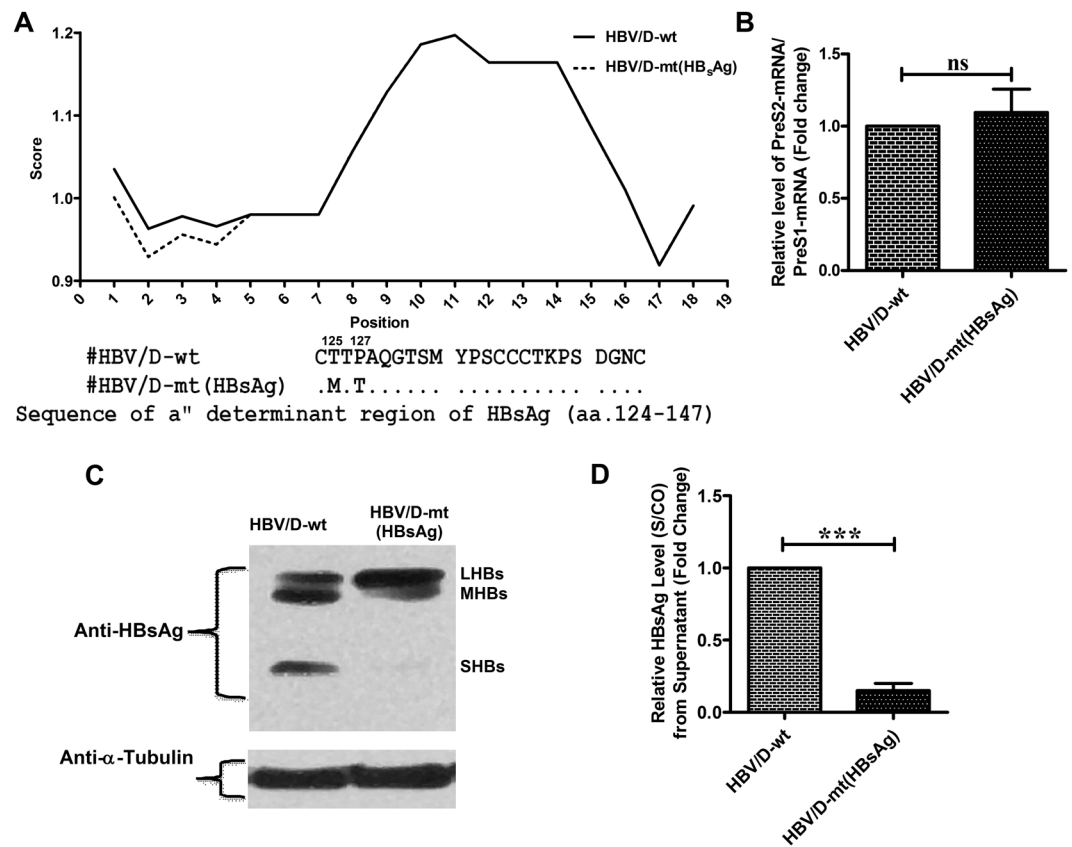 A
1.2
1.1
1.0
0.9
Score
HBV/D-wt
HBV/D-mt(HBsAg)
0 1 2 3 4 5 6 7 8 9 10 11 12 13 14 15 16 17 18 19
Position
125 127
#HBV/D-wt CTTPAQGTSM YPSCCCTKPS DGNC
#HBV/D-mt(HBsAg) .M.T...... .......... ....
Sequence of a" determinant region of HBsAg (aa.124-147)
B
Relative level of PreS2-mRNA/
PreS1-mRNA (Fold change)
1.5
1.0
0.5
0.0
ns
HBV/D-wt
HBV/D-mt(HBsAg)
C
HBV/D-wt
HBV/D-mt
(HBsAg)
Anti-HBsAg
LHBs
MHBs
SHBs
Anti-α-Tubulin
D
Relative HBsAg Level (S/CO)
from Supernatant (Fold Change)
1.5
1.0
0.5
0.0
***
HBV/D-wt
HBV/D-mt(HBsAg)